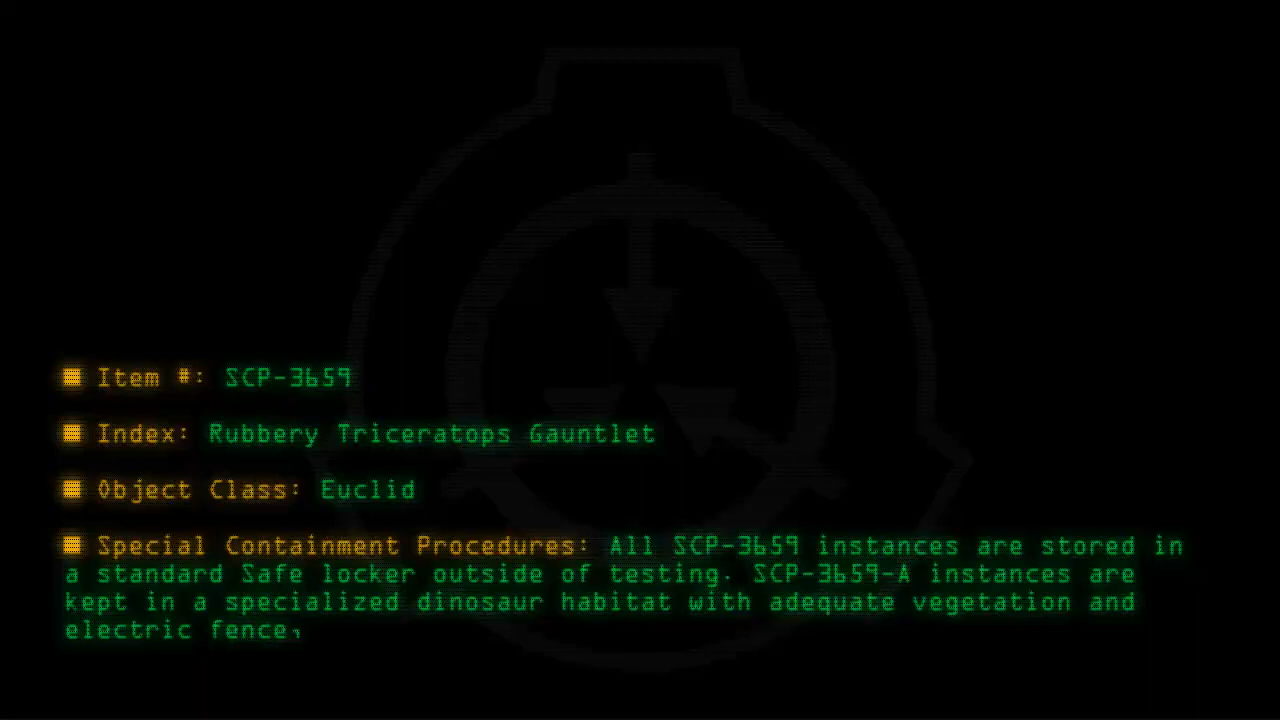 ■ Item #: SCP-3659
■ Index: Rubbery Triceratops Gauntlet
■ Object Class: Euclid
■ Special Containment Procedures: All SCP-3659 instances are stored in
a standard Safe locker outside of testing. SCP-3659-A instances are
kept in a specialized dinosaur habitat with adequate vegetation and
electric fence,